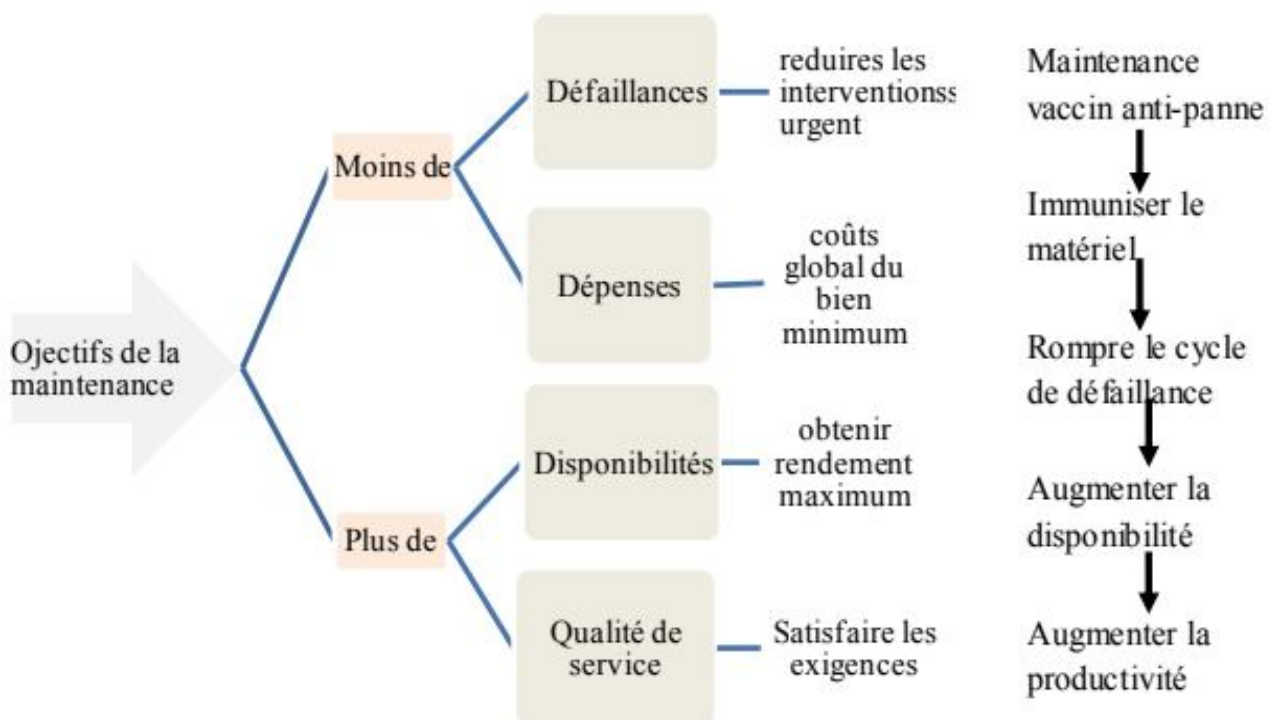 Ojectifs de la
maintenance
Moins de
Défaillances
reduires les
interventionss
urgent
Dépenses
coûts
global du
bien
minimum
Plus de
Disponibilités
obtenir
rendement
maximum
Qualité de
service
Satisfaire les
exigences
Maintenance
vaccin anti-panne
Immuniser le
matériel
Rompre le cycle
de défaillance
Augmenter la
disponibilité
Augmenter la
productivité